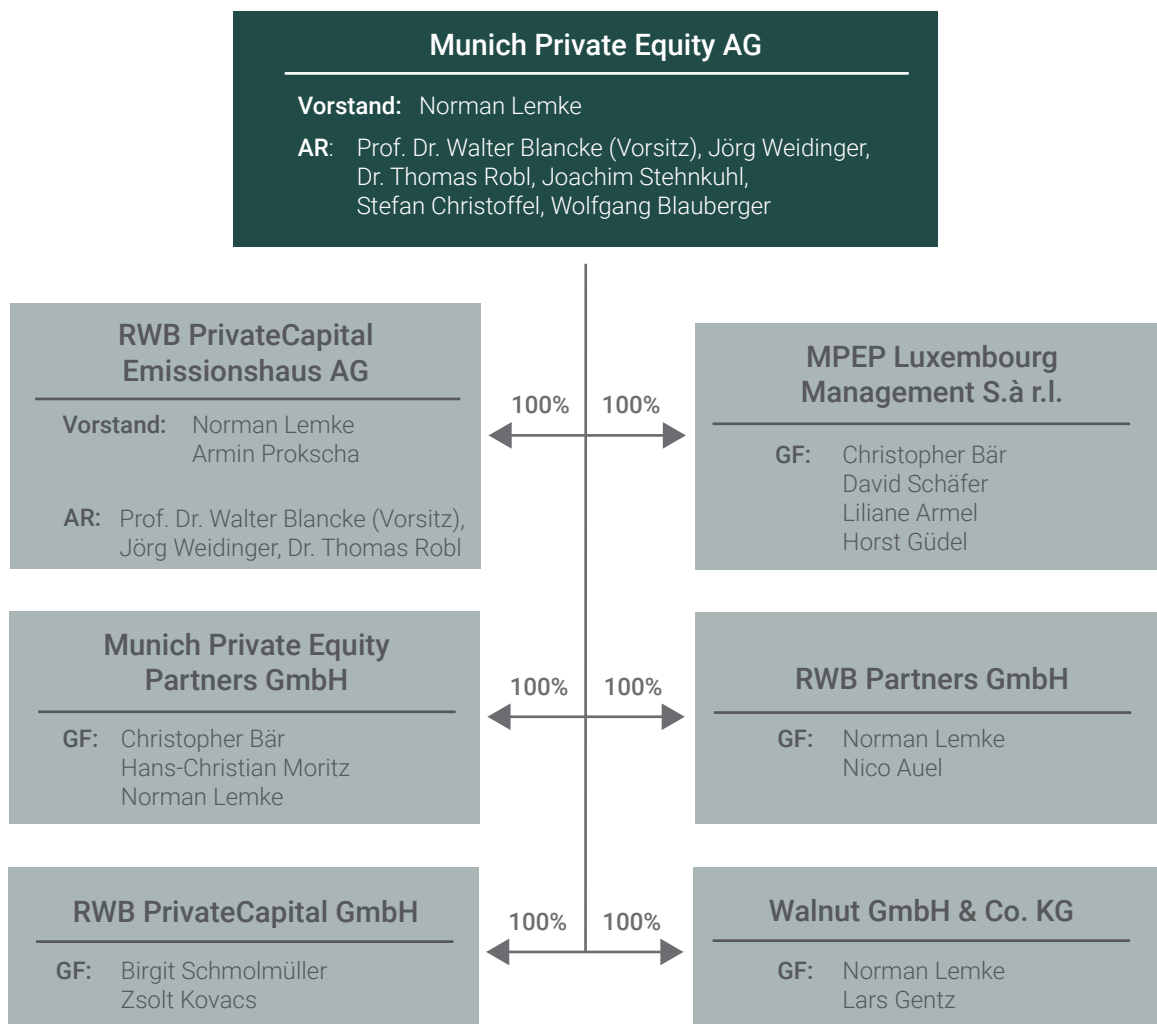 Munich Private Equity AG
Vorstand: Norman Lemke
AR: Prof. Dr. Walter Blancke (Vorsitz), Jörg Weidinger,
Dr. Thomas Robl, Joachim Stehnkuhl,
Stefan Christoffel, Wolfgang Blauberger
RWB PrivateCapital
Emissionshaus AG
Vorstand: Norman Lemke
Armin Prokscha
AR: Prof. Dr. Walter Blancke (Vorsitz),
Jörg Weidinger, Dr. Thomas Robl
100% 100%
MPEP Luxembourg
Management S.à r.l.
GF: Christopher Bär
David Schäfer
Liliane Armel
Horst Güdel
Munich Private Equity
Partners GmbH
GF: Christopher Bär
Hans-Christian Moritz
Norman Lemke
100% 100%
RWB Partners GmbH
GF: Norman Lemke
Nico Auel
RWB PrivateCapital GmbH
GF: Birgit Schmolmüller
Zsolt Kovacs
100% 100%
Walnut GmbH & Co. KG
GF: Norman Lemke
Lars Gentz